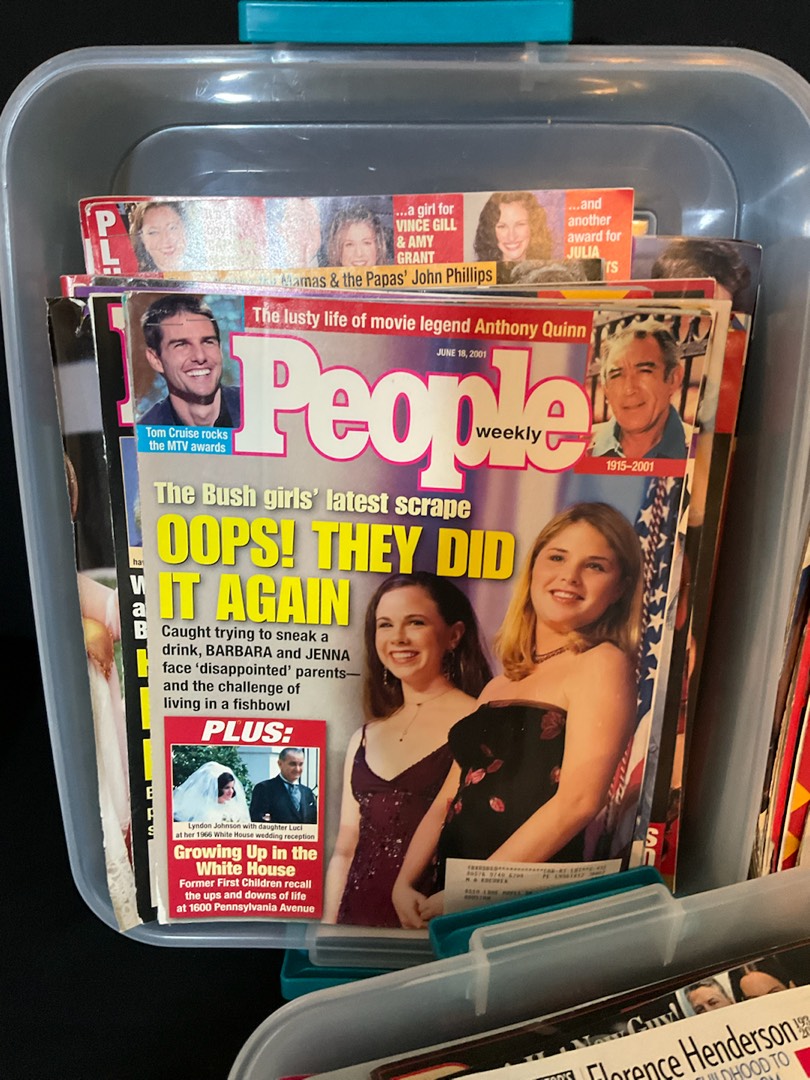 ...a girl for
VINCE GILL
& AMY
GRANT
...and
another
award for
JULIA
Mamas & the Papas' John Phillips
The lusty life of movie legend Anthony Quinn
JUNE 18, 2001
People
weekly
Tom Cruise rocks
the MTV awards
1915–2001
The Bush girls' latest scrape
OOPS! THEY DID
IT AGAIN
Caught trying to sneak a
drink, BARBARA and JENNA
face 'disappointed' parents—
and the challenge of
living in a fishbowl
PLUS:
Lyndon Johnson with daughter Luci
at her 1966 White House wedding reception
Growing Up in the
White House
Former First Children recall
the ups and downs of life
at 1600 Pennsylvania Avenue
New Guy!
Florence Henderson